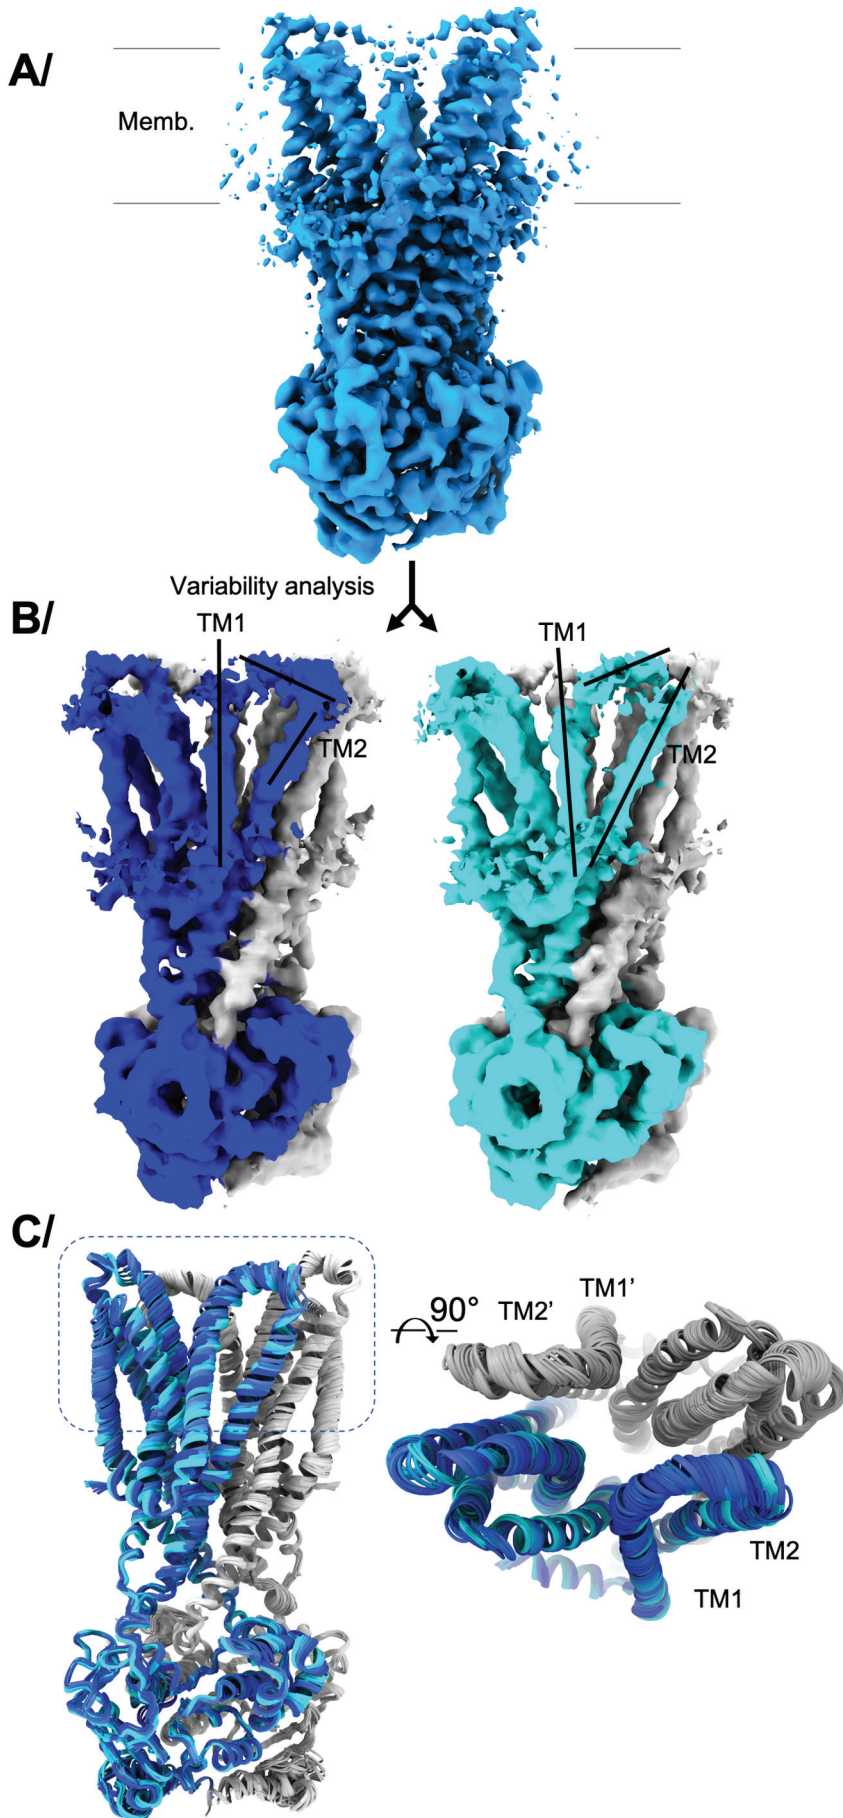 A/
Memb.
Variability analysis
B/
TM1
TM2
TM1
TM2
C/
90°
TM2’
TM1’
TM2
TM1